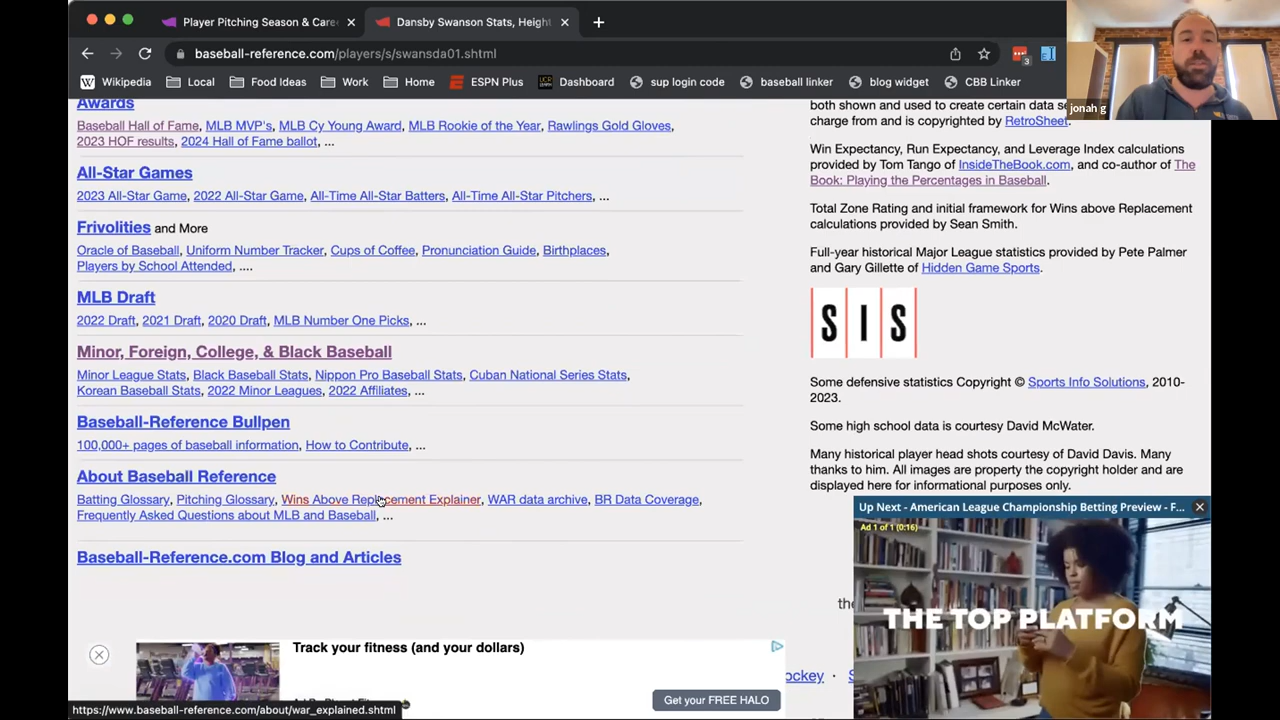 Player Pitching Season & Caree
Dansby Swanson Stats, Height
baseball-reference.com/players/s/swansda01.shtml
3
Wikipedia
Local
Food Ideas
Work
Home
ESPN Plus
Dashboard
sup login code
baseball linker
blog widget
CBB Linker
jonah g
Awards
Baseball Hall of Fame, MLB MVP's, MLB Cy Young Award, MLB Rookie of the Year, Rawlings Gold Gloves,
2023 HOF results, 2024 Hall of Fame ballot, ...
All-Star Games
2023 All-Star Game, 2022 All-Star Game, All-Time All-Star Batters, All-Time All-Star Pitchers, ...
Frivolities and More
Oracle of Baseball, Uniform Number Tracker, Cups of Coffee, Pronunciation Guide, Birthplaces,
Players by School Attended, ....
MLB Draft
2022 Draft, 2021 Draft, 2020 Draft, MLB Number One Picks, ...
Minor, Foreign, College, & Black Baseball
Minor League Stats, Black Baseball Stats, Nippon Pro Baseball Stats, Cuban National Series Stats,
Korean Baseball Stats, 2022 Minor Leagues, 2022 Affiliates, ...
Baseball-Reference Bullpen
100,000+ pages of baseball information, How to Contribute, ...
About Baseball Reference
Batting Glossary, Pitching Glossary, Wins Above Replacement Explainer, WAR data archive, BR Data Coverage,
Frequently Asked Questions about MLB and Baseball, ...
Baseball-Reference.com Blog and Articles
both shown and used to create certain data s
charge from and is copyrighted by RetroSheet.
Win Expectancy, Run Expectancy, and Leverage Index calculations
provided by Tom Tango of InsideTheBook.com, and co-author of The
Book: Playing the Percentages in Baseball.
Total Zone Rating and initial framework for Wins above Replacement
calculations provided by Sean Smith.
Full-year historical Major League statistics provided by Pete Palmer
and Gary Gillette of Hidden Game Sports.
SIS
Some defensive statistics Copyright © Sports Info Solutions, 2010-
2023.
Some high school data is courtesy David McWater.
Many historical player head shots courtesy of David Davis. Many
thanks to him. All images are property the copyright holder and are
displayed here for informational purposes only.
Up Next - American League Championship Betting Preview - F...
Ad 1 of 1 (0:16)
THE TOP PLATFORM
the
Track your fitness (and your dollars)
Get your FREE HALO
ockey · S
https://www.baseball-reference.com/about/war_explained.shtml